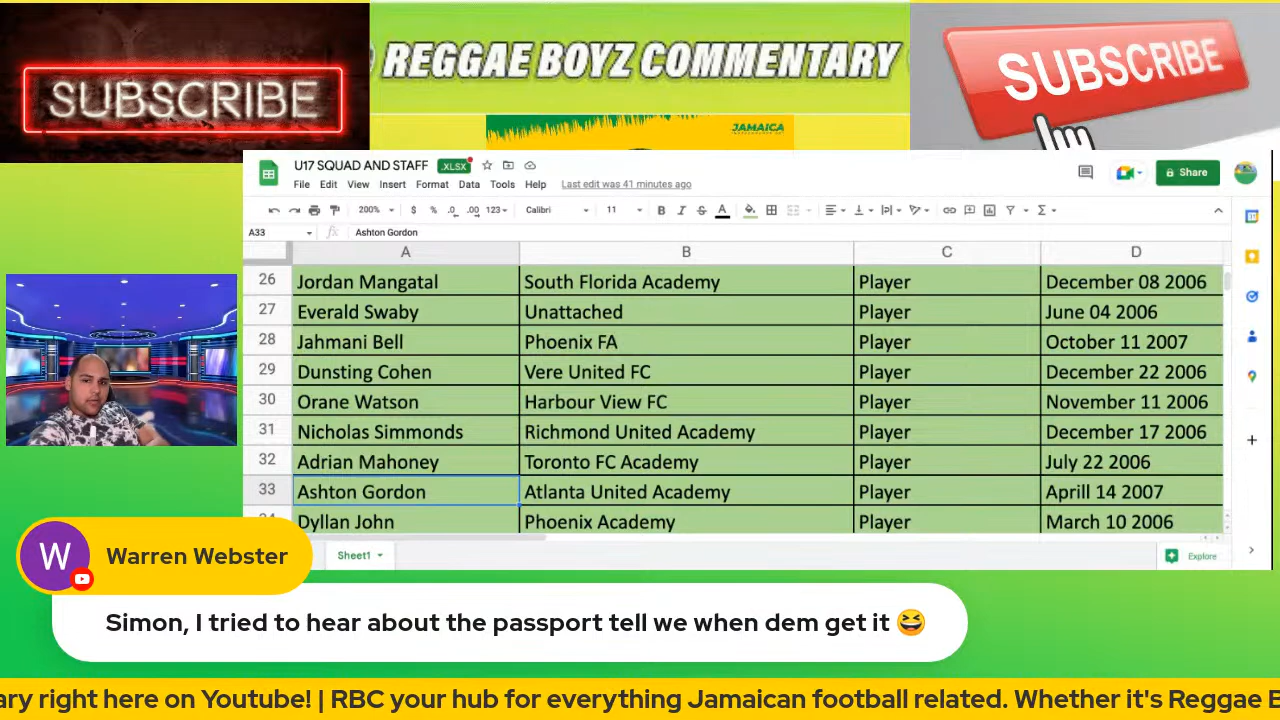 SUBSCRIBE
REGGAE BOYZ COMMENTARY
SUBSCRIBE
JAMAICA
U17 SQUAD AND STAFF .XLSX
File Edit View Insert Format Data Tools Help Last edit was 41 minutes ago
Share
200% $ % .0 .00 123 Calibri 11 B I S A
A33 fx Ashton Gordon
A B C D
26 Jordan Mangatal South Florida Academy Player December 08 2006
27 Everald Swaby Unattached Player June 04 2006
28 Jahmani Bell Phoenix FA Player October 11 2007
29 Dunsting Cohen Vere United FC Player December 22 2006
30 Orane Watson Harbour View FC Player November 11 2006
31 Nicholas Simmonds Richmond United Academy Player December 17 2006
32 Adrian Mahoney Toronto FC Academy Player July 22 2006
33 Ashton Gordon Atlanta United Academy Player Aprill 14 2007
Dyllan John Phoenix Academy Player March 10 2006
Sheet1 Explore
W Warren Webster
Simon, I tried to hear about the passport tell we when dem get it 😆
ary right here on Youtube! | RBC your hub for everything Jamaican football related. Whether it's Reggae